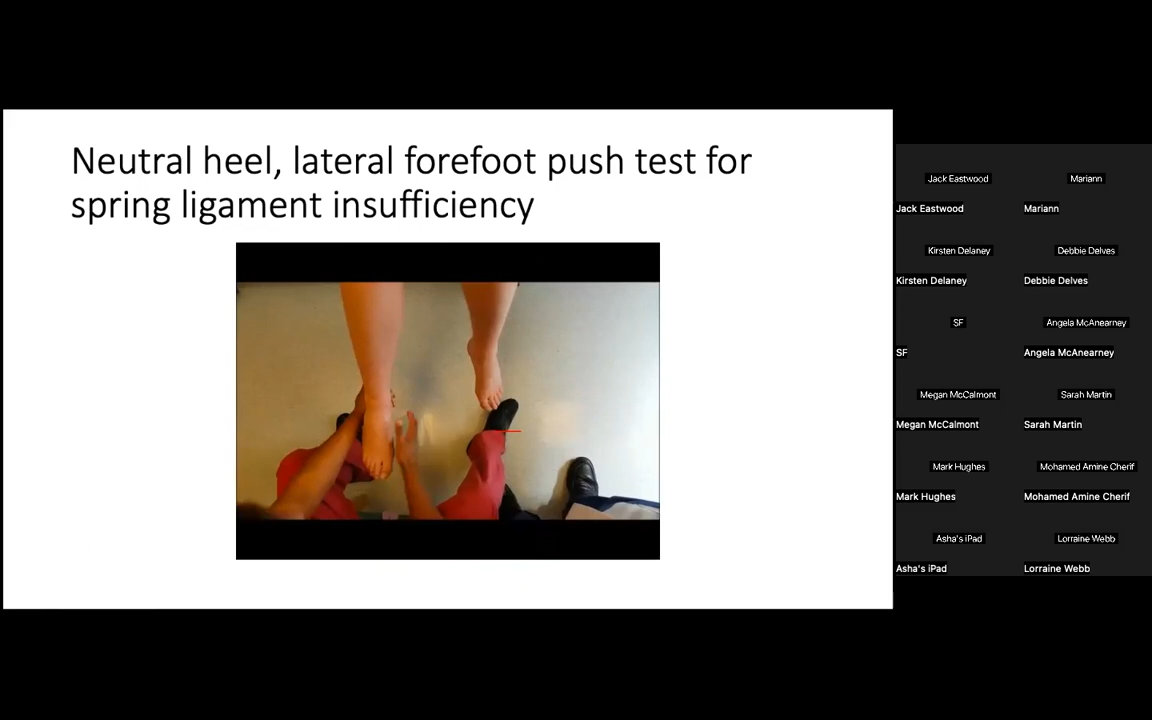 Neutral heel, lateral forefoot push test for
spring ligament insufficiency
Jack Eastwood
Mariann
Jack Eastwood
Mariann
Kirsten Delaney
Debbie Delves
Kirsten Delaney
Debbie Delves
SF
Angela McAnearney
SF
Angela McAnearney
Megan McCalmont
Sarah Martin
Megan McCalmont
Sarah Martin
Mark Hughes
Mohamed Amine Cherif
Mark Hughes
Mohamed Amine Cherif
Asha's iPad
Lorraine Webb
Asha's iPad
Lorraine Webb